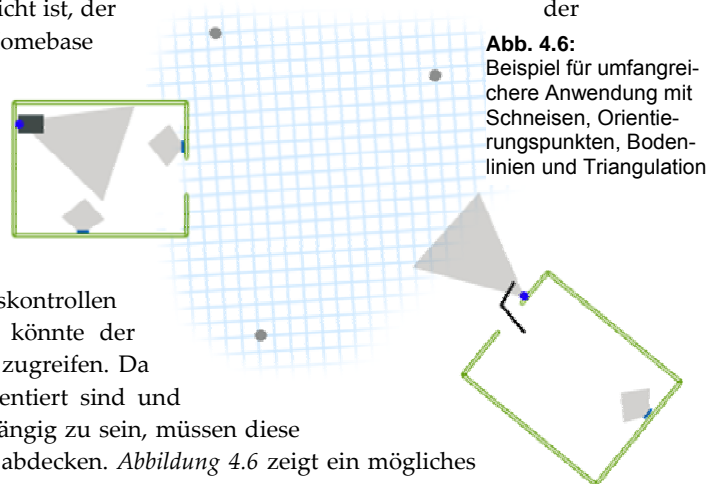 icht ist, der
der
omebase
Abb. 4.6:
Beispiel für umfangrei-
chere Anwendung mit
Schneisen, Orientie-
rungspunkten, Boden-
linien und Triangulation
skontrollen
könnte der
zugreifen. Da
entiert sind und
ängig zu sein, müssen diese
abdecken. Abbildung 4.6 zeigt ein mögliches